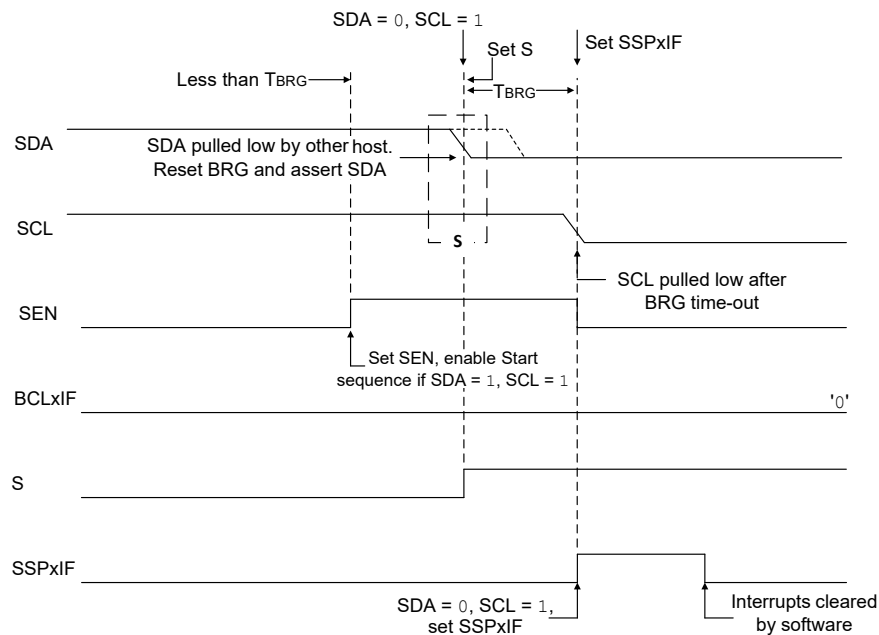 SDA = 0, SCL = 1
Set S
Set SSPxIF
Less than TBRG
TBRG
SDA
SDA pulled low by other host.
Reset BRG and assert SDA
SCL
S
SCL pulled low after
BRG time-out
SEN
Set SEN, enable Start
sequence if SDA = 1, SCL = 1
BCLxIF
'0'
S
SSPxIF
SDA = 0, SCL = 1,
set SSPxIF
Interrupts cleared
by software